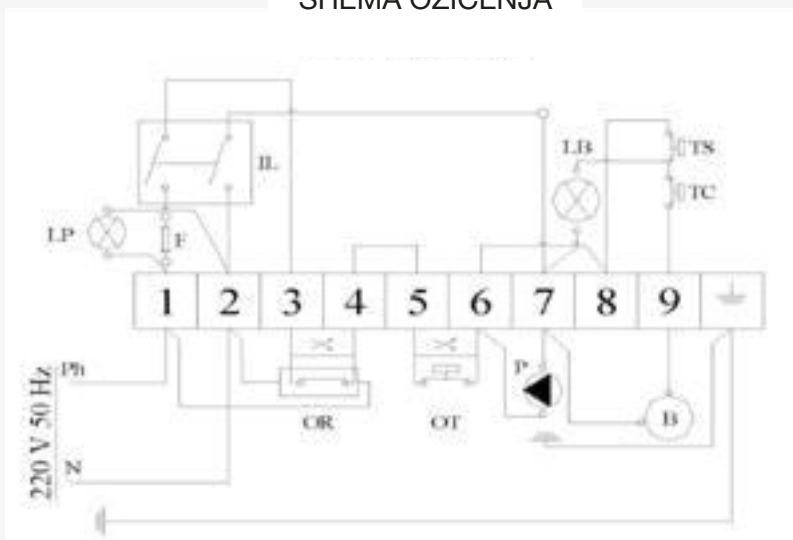 SHEMA OŽIČENJA
IL
LB
TS
TC
LP
F
1 2 3 4 5 6 7 8 9
Ph
P
OR
OT
B
N
220 V 50 Hz